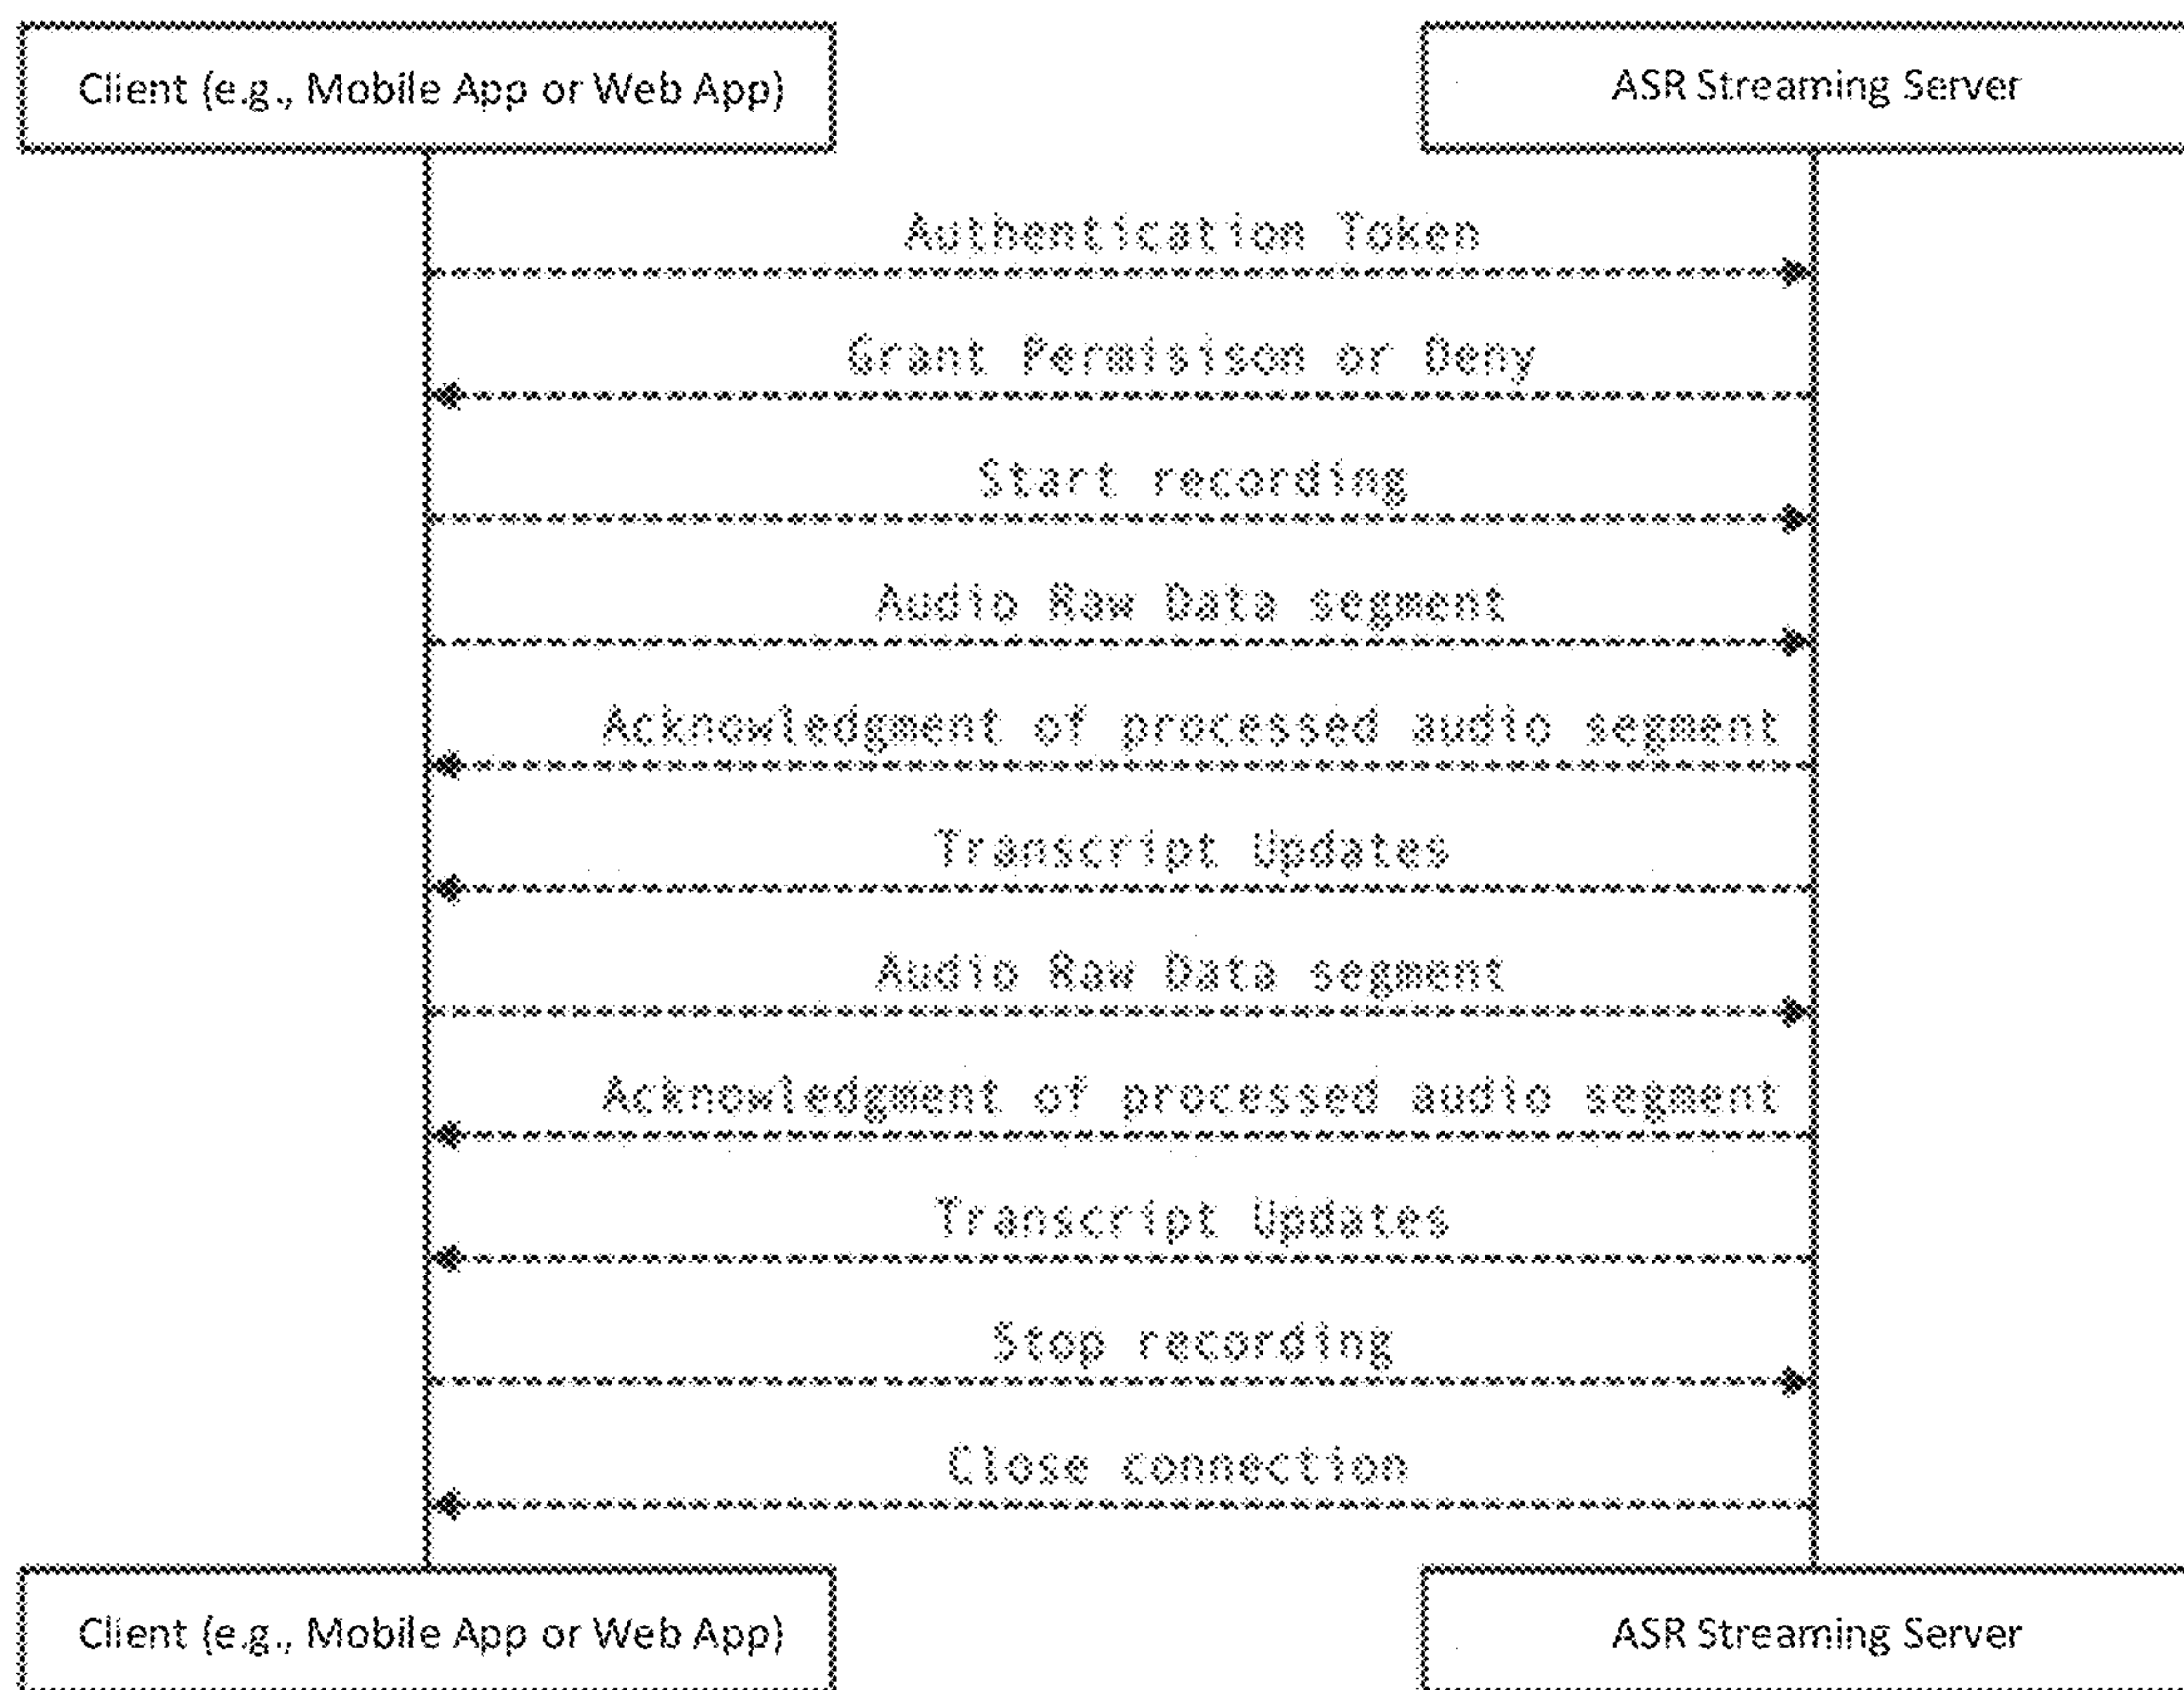 Client (e.g., Mobile App or Web App)
ASR Streaming Server
Authentication Token
Grant Permisison or Deny
Start recording
Audio Raw Data segment
Acknowledgment of processed audio segment
Transcript Updates
Audio Raw Data segment
Acknowledgment of processed audio segment
Transcript Updates
Stop recording
Close connection
Client (e.g., Mobile App or Web App)
ASR Streaming Server